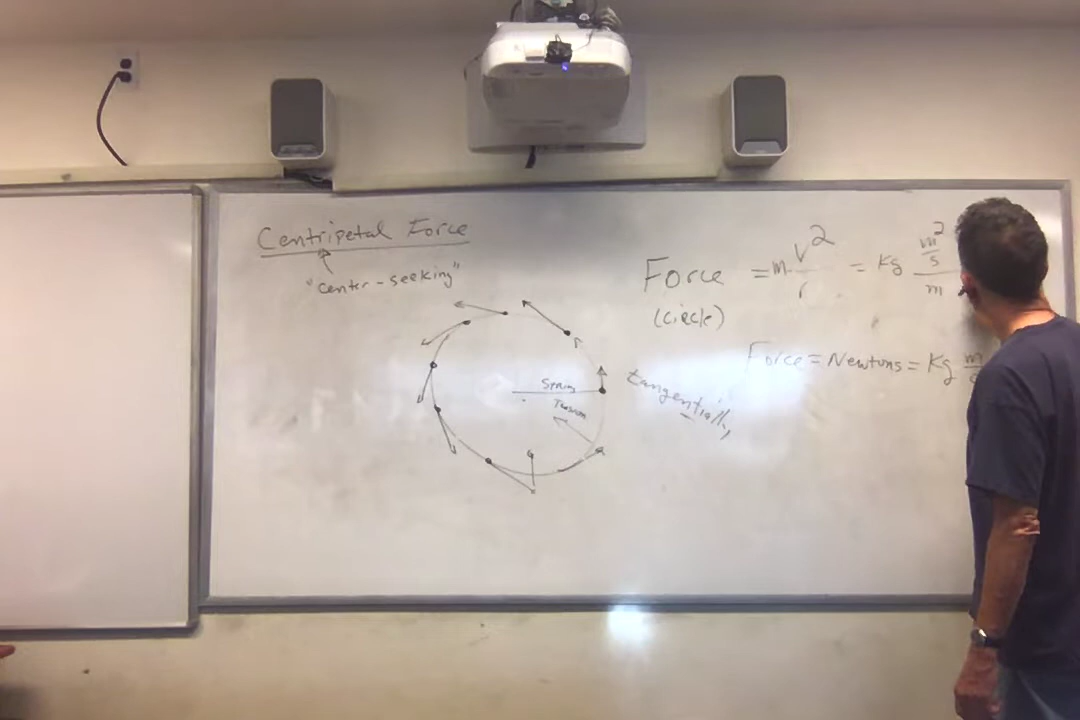 Centripetal Force
"center-seeking"
Force = m · v² / r = Kg m²/s / m
(circle)
Force = Newtons = Kg m
String
Tension
tangentially
r